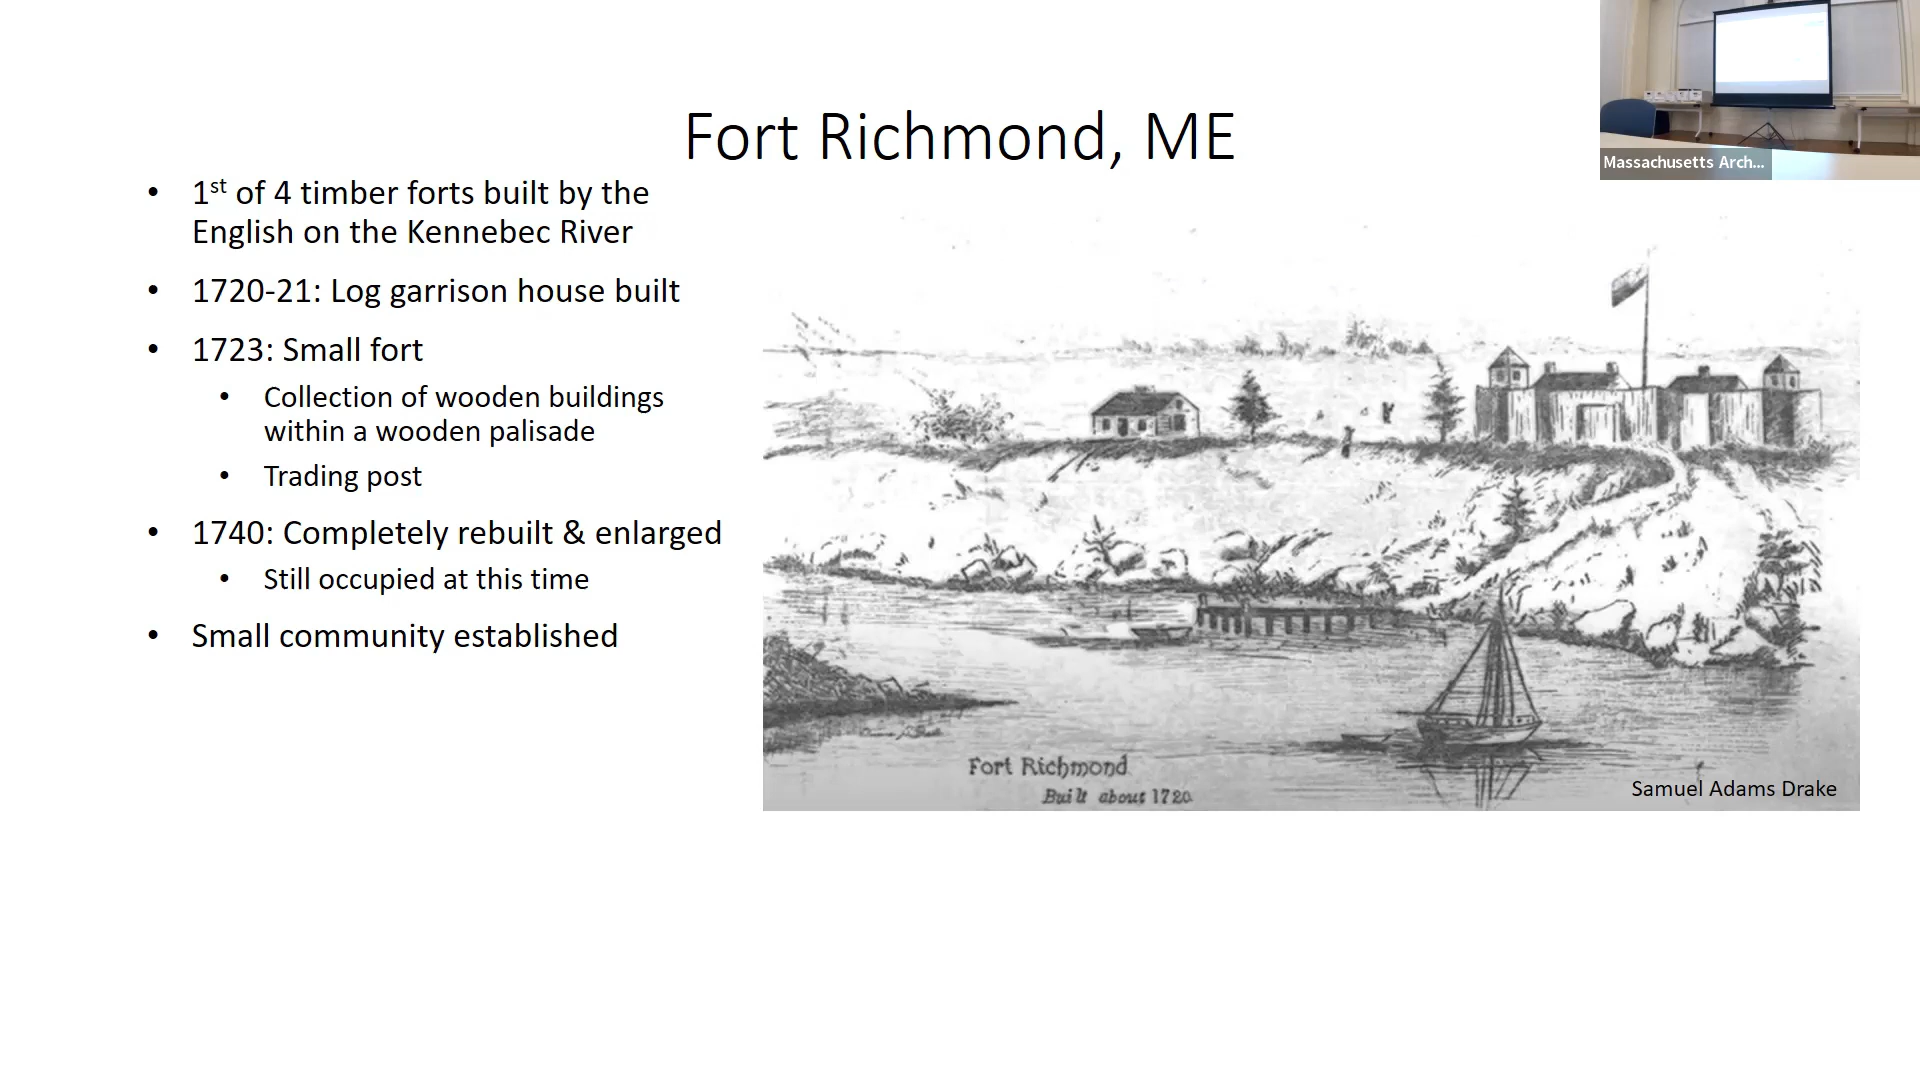 Fort Richmond, ME
• 1st of 4 timber forts built by the
English on the Kennebec River
• 1720-21: Log garrison house built
• 1723: Small fort
• Collection of wooden buildings
within a wooden palisade
• Trading post
• 1740: Completely rebuilt & enlarged
• Still occupied at this time
• Small community established
Fort Richmond
Built about 1720
Samuel Adams Drake
Massachusetts Arch...